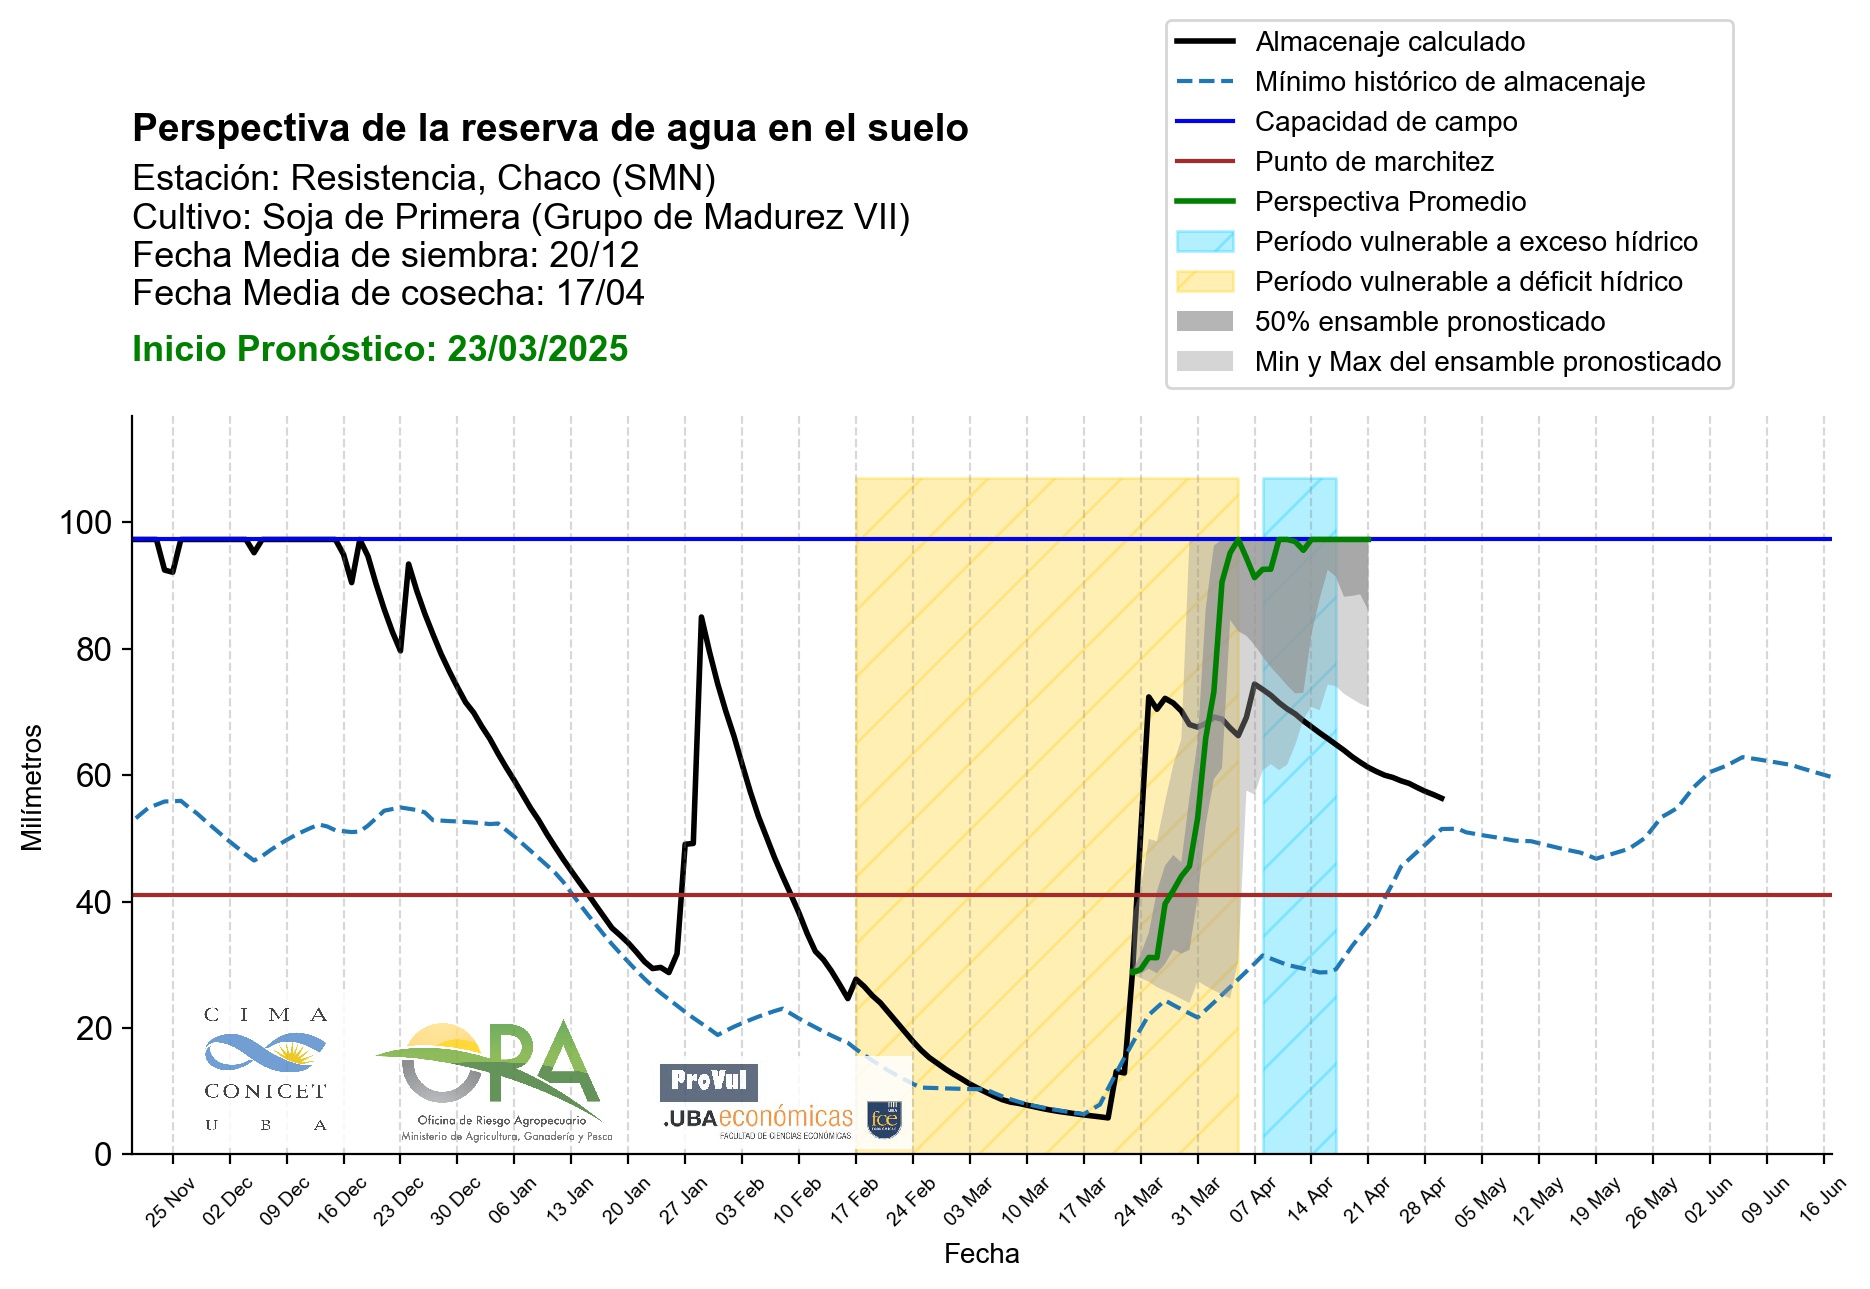 Almacenaje calculado
Mínimo histórico de almacenaje
Capacidad de campo
Punto de marchitez
Perspectiva Promedio
Período vulnerable a exceso hídrico
Período vulnerable a déficit hídrico
50% ensamble pronosticado
Min y Max del ensamble pronosticado
Perspectiva de la reserva de agua en el suelo
Estación: Resistencia, Chaco (SMN)
Cultivo: Soja de Primera (Grupo de Madurez VII)
Fecha Media de siembra: 20/12
Fecha Media de cosecha: 17/04
Inicio Pronóstico: 23/03/2025
Milímetros
100
80
60
40
20
0
CIMA
CONICET
UBA
ORA
Oficina de Riesgo Agropecuario
Ministerio de Agricultura, Ganadería y Pesca
ProVul
.UBAeconómicas
FACULTAD DE CIENCIAS ECONÓMICAS
UBA
fce
25 Nov
02 Dec
09 Dec
16 Dec
23 Dec
30 Dec
06 Jan
13 Jan
20 Jan
27 Jan
03 Feb
10 Feb
17 Feb
24 Feb
03 Mar
10 Mar
17 Mar
24 Mar
31 Mar
07 Apr
14 Apr
21 Apr
28 Apr
05 May
12 May
19 May
26 May
02 Jun
09 Jun
16 Jun
Fecha